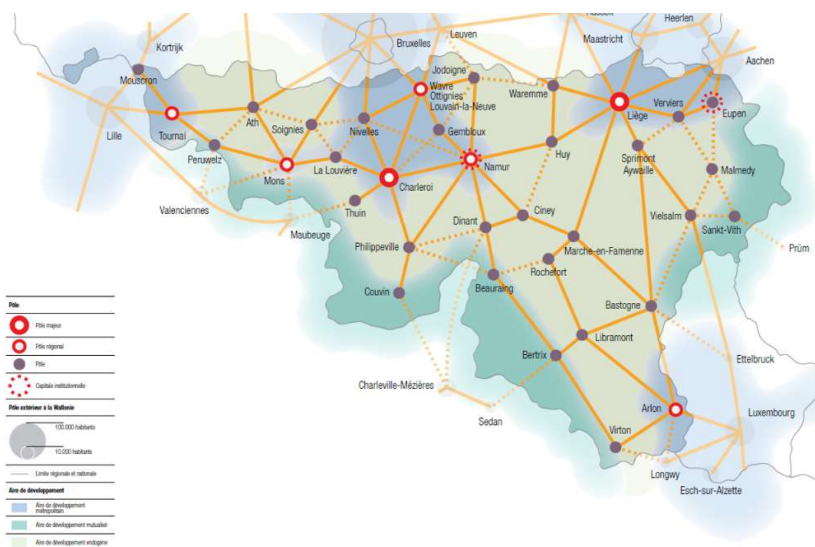 Kortrijk
Leuven
Hasselt
Heerlen
Maastricht
Bruxelles
Aachen
Mouscron
Jodoigne
Wavre
Ottignies
Louvain-la-Neuve
Waremme
Liège
Verviers
Eupen
Lille
Tournai
Ath
Soignies
Nivelles
Gembloux
Peruwelz
Mons
La Louvière
Charleroi
Namur
Huy
Sprimont
Aywaille
Malmedy
Valenciennes
Thuin
Maubeuge
Philippeville
Dinant
Ciney
Vielsalm
Sankt-Vith
Prüm
Marche-en-Famenne
Couvin
Beauraing
Rochefort
Bastogne
Libramont
Bertrix
Ettelbruck
Charleville-Mézières
Sedan
Arlon
Luxembourg
Virton
Longwy
Esch-sur-Alzette
Pôle
Pôle majeur
Pôle régional
Pôle
Capitale institutionnelle
Pôle extérieur à la Wallonie
100.000 habitants
10.000 habitants
Limite régionale et nationale
Aire de développement
Aire de développement
métropolitain
Aire de développement mutualisé
Aire de développement endogène